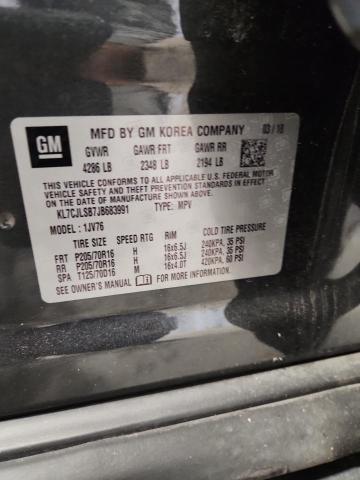 GM
MFD BY GM KOREA COMPANY 03/18
GVWR GAWR FRT GAWR RR
4286 LB 2348 LB 2194 LB
THIS VEHICLE CONFORMS TO ALL APPLICABLE U.S. FEDERAL MOTOR
VEHICLE SAFETY AND THEFT PREVENTION STANDARDS IN EFFECT ON THE
DATE OF MANUFACTURE SHOWN ABOVE.
KL7CJLSB7JB683991 TYPE: MPV
MODEL : 1JV76
TIRE SIZE SPEED RTG RIM COLD TIRE PRESSURE
FRT P205/70R16 H 16x6.5J 240KPA, 35 PSI
RR P205/70R16 H 16x6.5J 240KPA, 35 PSI
SPA T125/70D16 M 16x4.0T 420KPA, 60 PSI
SEE OWNER'S MANUAL FOR MORE INFORMATION.